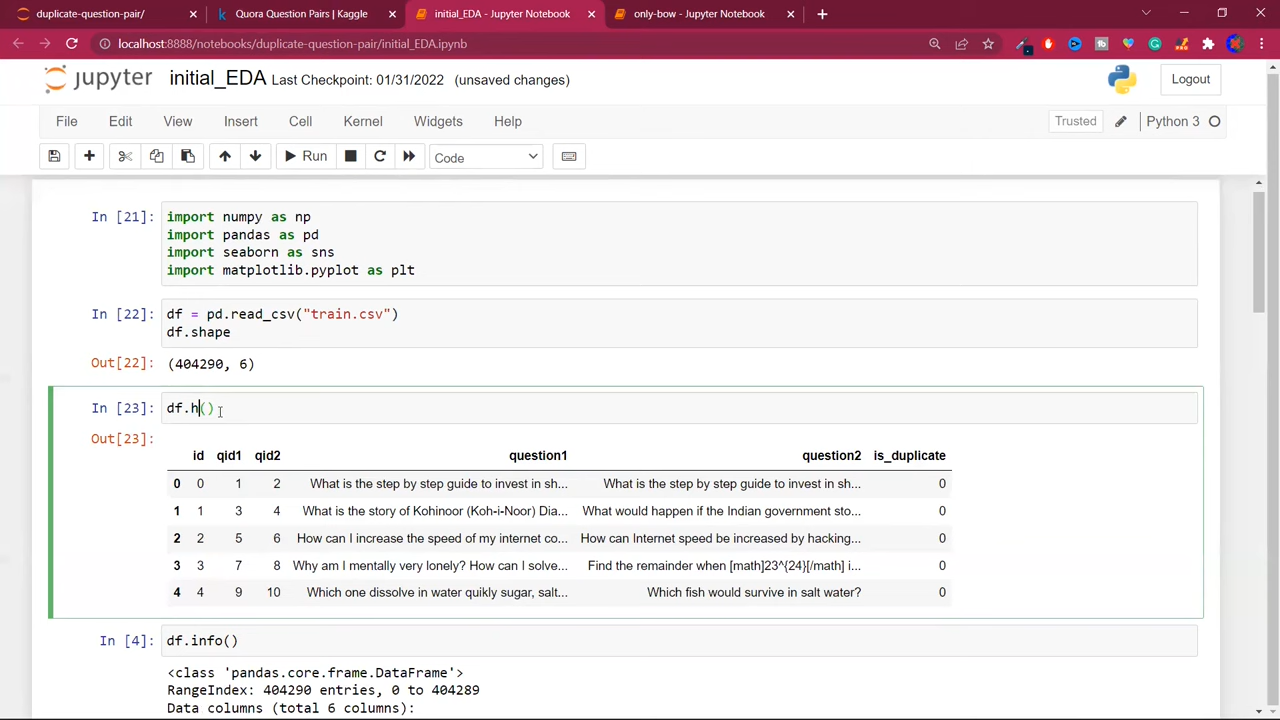 duplicate-question-pair/
Quora Question Pairs | Kaggle
initial_EDA - Jupyter Notebook
only-bow - Jupyter Notebook
localhost:8888/notebooks/duplicate-question-pair/initial_EDA.ipynb
jupyter initial_EDA Last Checkpoint: 01/31/2022 (unsaved changes) Logout
File Edit View Insert Cell Kernel Widgets Help Trusted Python 3
Run Code
In [21]: import numpy as np
import pandas as pd
import seaborn as sns
import matplotlib.pyplot as plt
In [22]: df = pd.read_csv("train.csv")
df.shape
Out[22]: (404290, 6)
In [23]: df.h()
Out[23]:
id qid1 qid2 question1 question2 is_duplicate
0 0 1 2 What is the step by step guide to invest in sh... What is the step by step guide to invest in sh... 0
1 1 3 4 What is the story of Kohinoor (Koh-i-Noor) Dia... What would happen if the Indian government sto... 0
2 2 5 6 How can I increase the speed of my internet co... How can Internet speed be increased by hacking... 0
3 3 7 8 Why am I mentally very lonely? How can I solve... Find the remainder when [math]23^{24}[/math] i... 0
4 4 9 10 Which one dissolve in water quikly sugar, salt... Which fish would survive in salt water? 0
In [4]: df.info()
<class 'pandas.core.frame.DataFrame'>
RangeIndex: 404290 entries, 0 to 404289
Data columns (total 6 columns):